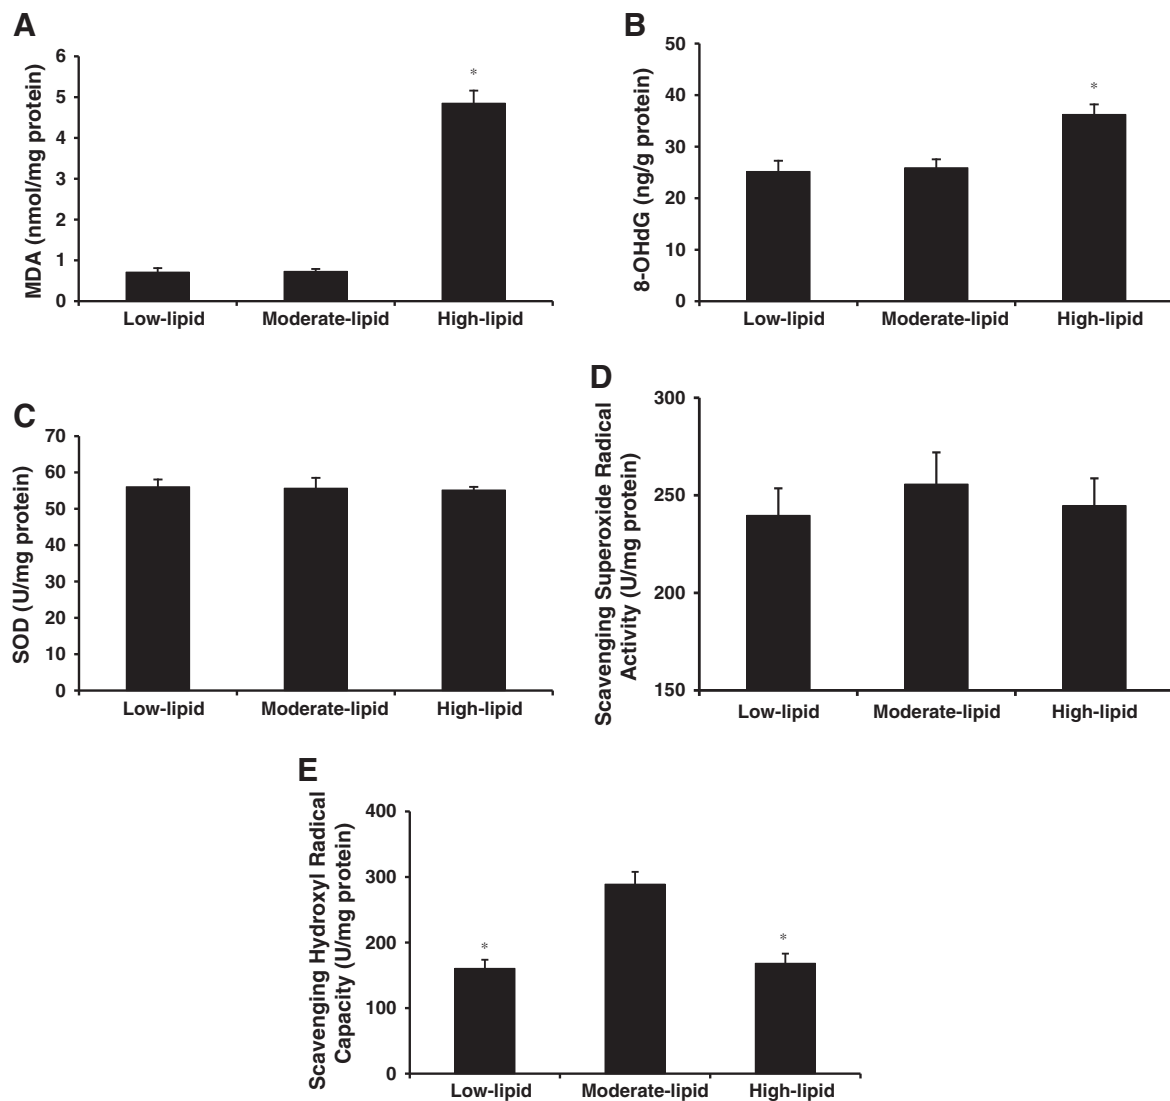 A
MDA (nmol/mg protein)
6
5
4
3
2
1
0
*
Low-lipid Moderate-lipid High-lipid
B
8-OHdG (ng/g protein)
50
40
30
20
10
0
*
Low-lipid Moderate-lipid High-lipid
C
SOD (U/mg protein)
70
60
50
40
30
20
10
0
Low-lipid Moderate-lipid High-lipid
D
Scavenging Superoxide Radical
Activity (U/mg protein)
300
250
200
150
Low-lipid Moderate-lipid High-lipid
E
Scavenging Hydroxyl Radical
Capacity (U/mg protein)
400
300
200
100
0
* *
Low-lipid Moderate-lipid High-lipid